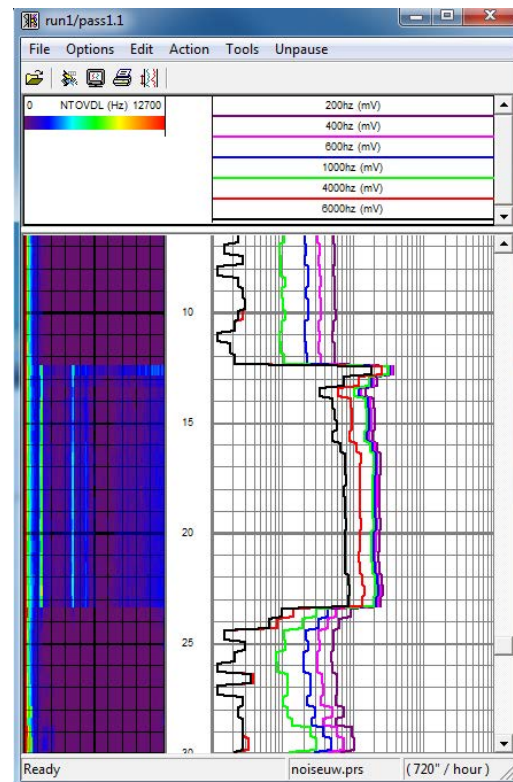 run1/pass1.1
File Options Edit Action Tools Unpause
0 NTOVDL (Hz) 12700
200hz (mV)
400hz (mV)
600hz (mV)
1000hz (mV)
4000hz (mV)
6000hz (mV)
10
15
20
25
30
Ready noiseuw.prs (720" / hour)